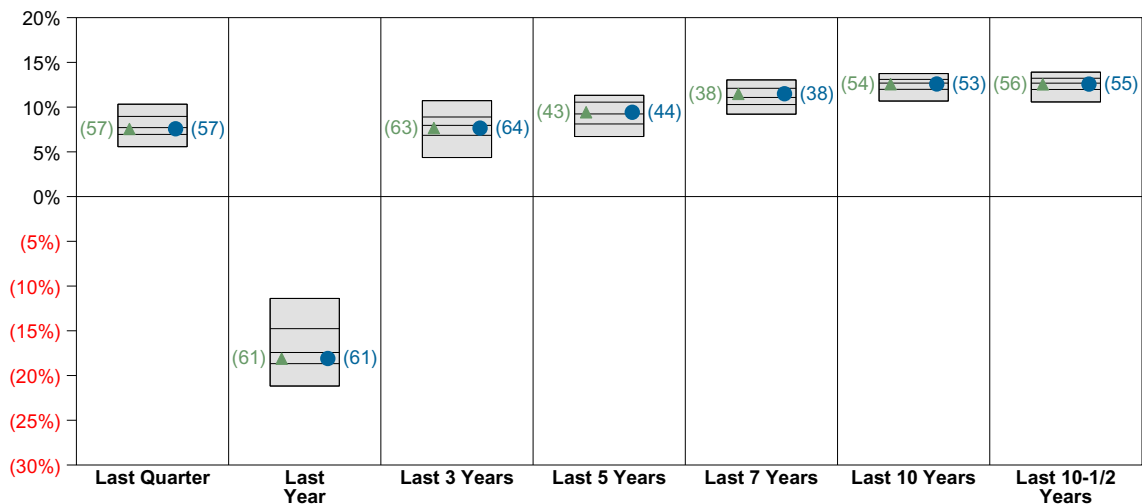 20%
15%
10%
5%
0%
(5%)
(10%)
(15%)
(20%)
(25%)
(30%)
(57) (57)
(61) (61)
(63) (64)
(43) (44)
(38) (38)
(54) (53)
(56) (55)
Last Quarter
Last
Year
Last 3 Years
Last 5 Years
Last 7 Years
Last 10 Years
Last 10-1/2
Years